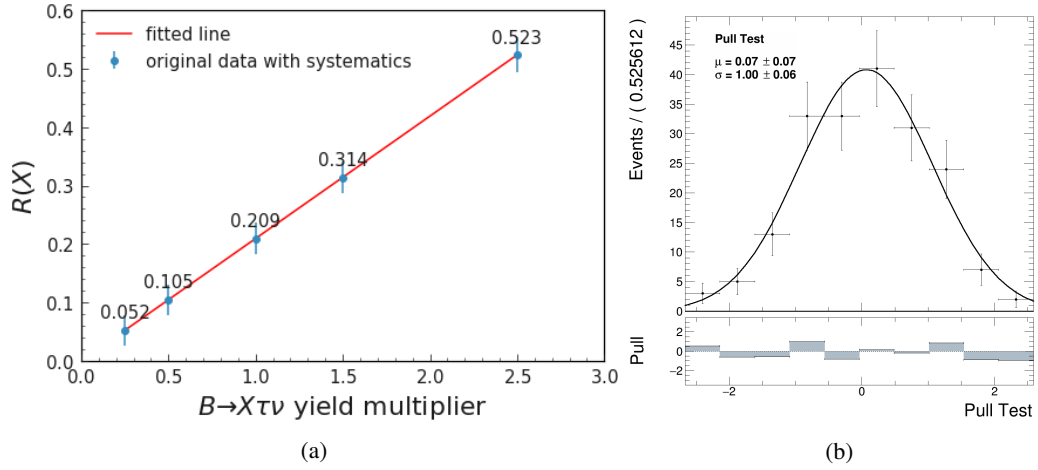 0.6
0.5
0.4
0.3
0.2
0.1
0.0
R(X)
fitted line
original data with systematics
0.523
0.314
0.209
0.105
0.052
0.0 0.5 1.0 1.5 2.0 2.5 3.0
B→Xτν yield multiplier
(a)
Events / ( 0.525612 )
45
40
35
30
25
20
15
10
5
0
Pull Test
μ = 0.07 ± 0.07
σ = 1.00 ± 0.06
Pull
2
0
−2
−2 0 2
Pull Test
(b)